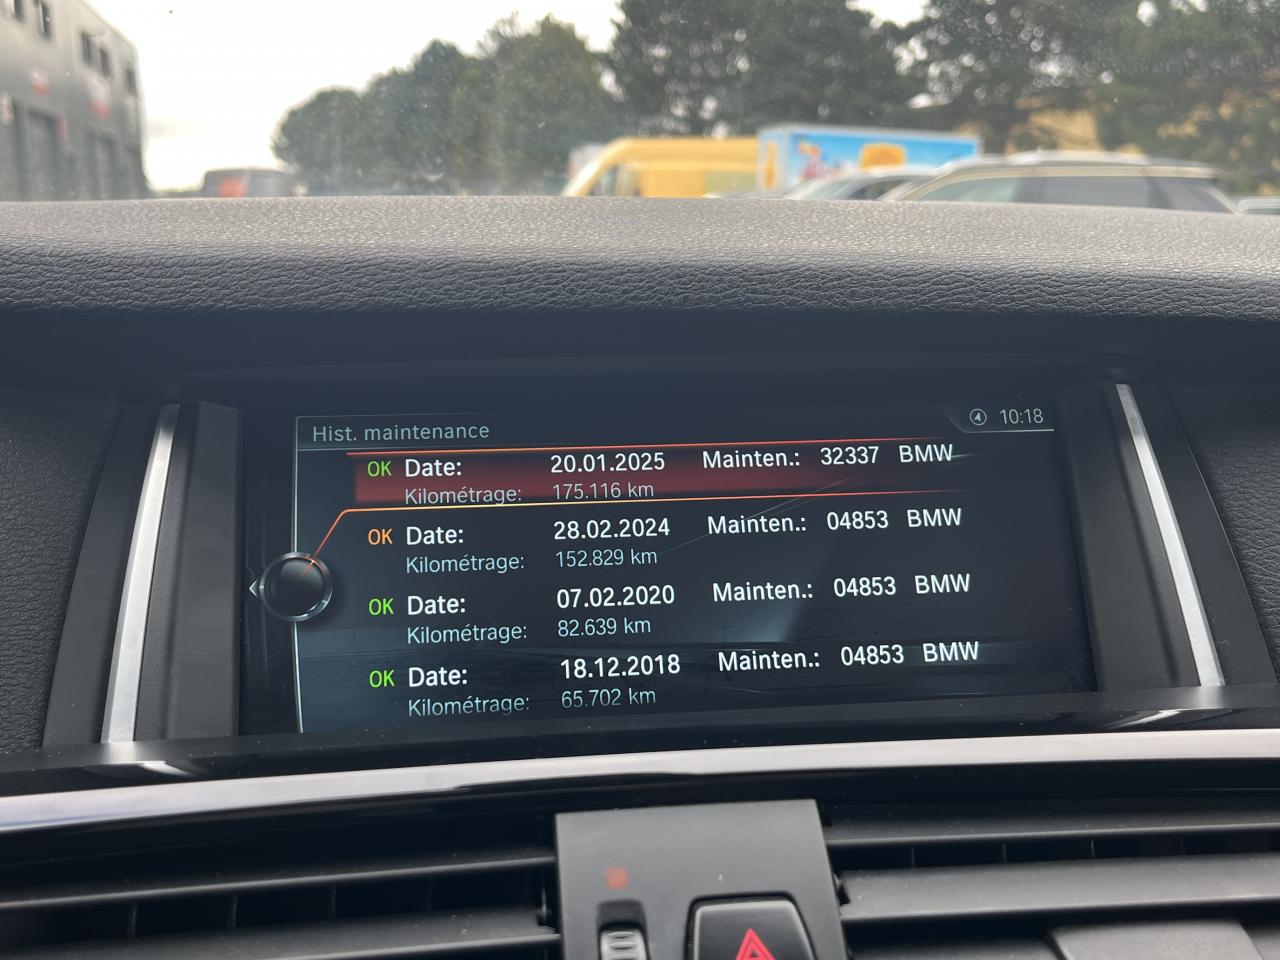 Hist. maintenance
10:18
OK Date: 20.01.2025 Mainten.: 32337 BMW
Kilométrage: 175.116 km
OK Date: 28.02.2024 Mainten.: 04853 BMW
Kilométrage: 152.829 km
OK Date: 07.02.2020 Mainten.: 04853 BMW
Kilométrage: 82.639 km
OK Date: 18.12.2018 Mainten.: 04853 BMW
Kilométrage: 65.702 km